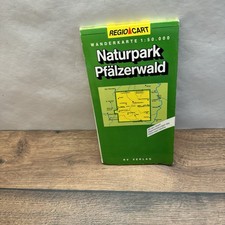 REGIO CART
WANDERKARTE 1:50.000
Naturpark
Pfälzerwald
RV VERLAG